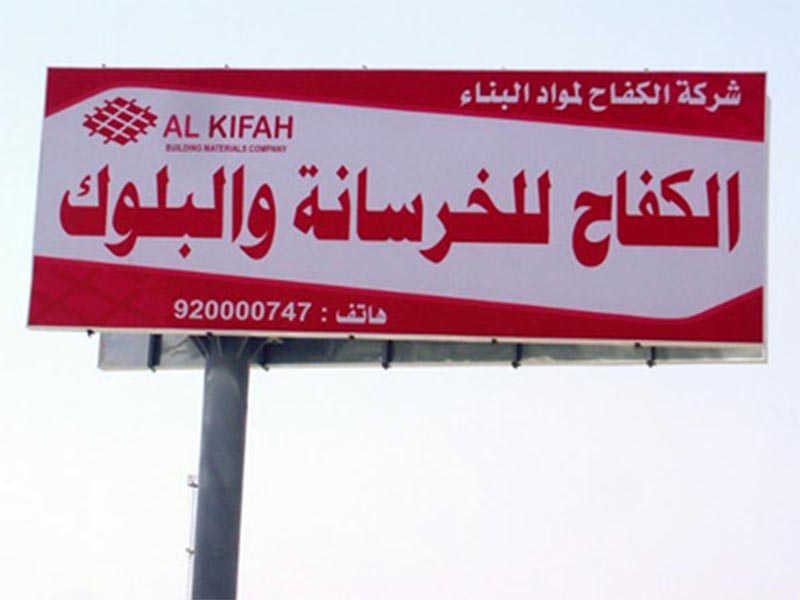 شركة الكفاح لمواد البناء
AL KIFAH
BUILDING MATERIALS COMPANY
الكفاح للخرسانة والبلوك
هاتف : 920000747